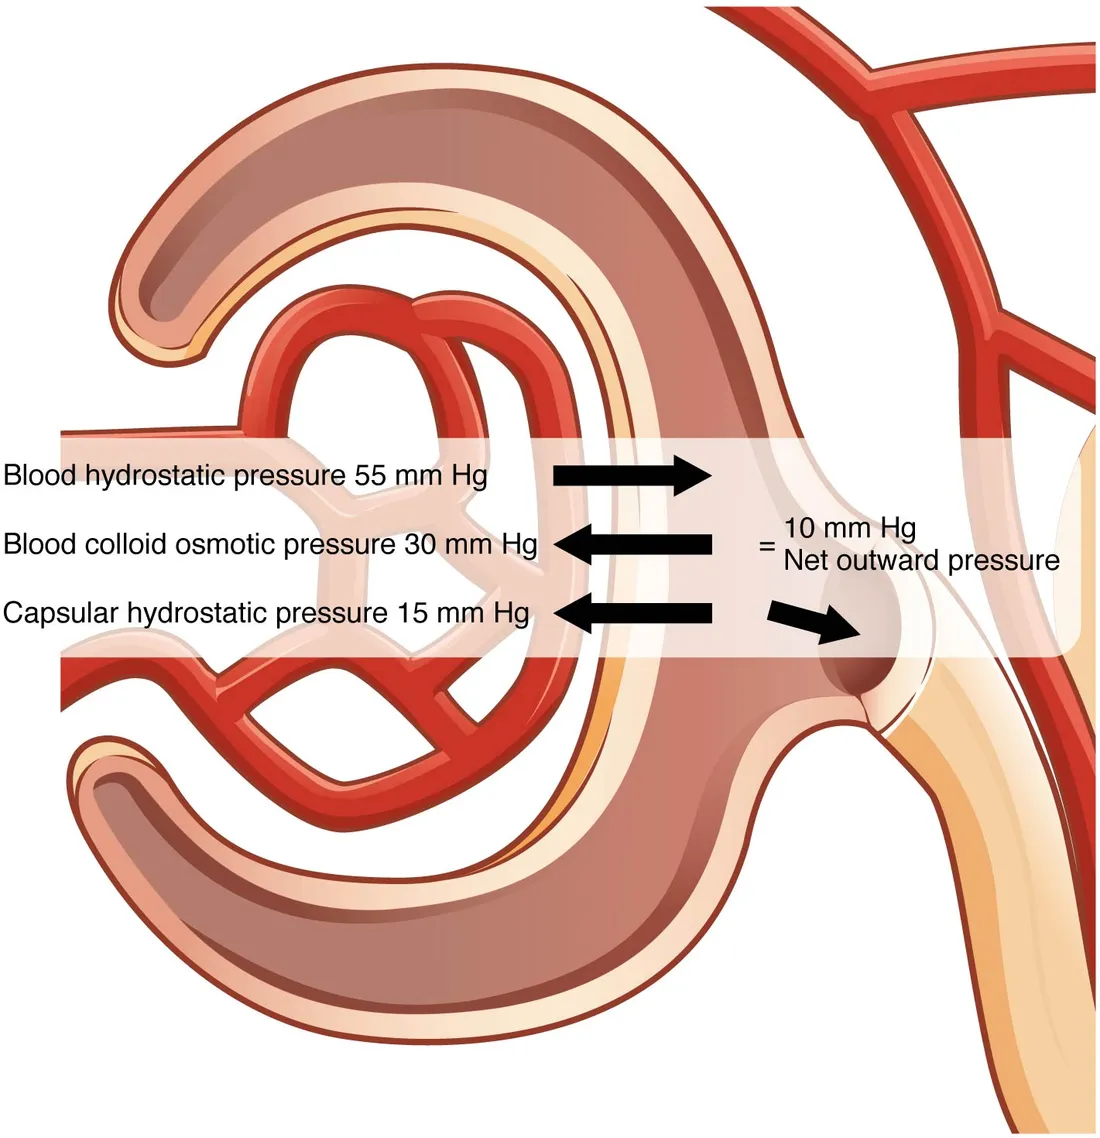 Blood hydrostatic pressure 55 mm Hg
Blood colloid osmotic pressure 30 mm Hg
Capsular hydrostatic pressure 15 mm Hg
= 10 mm Hg
Net outward pressure